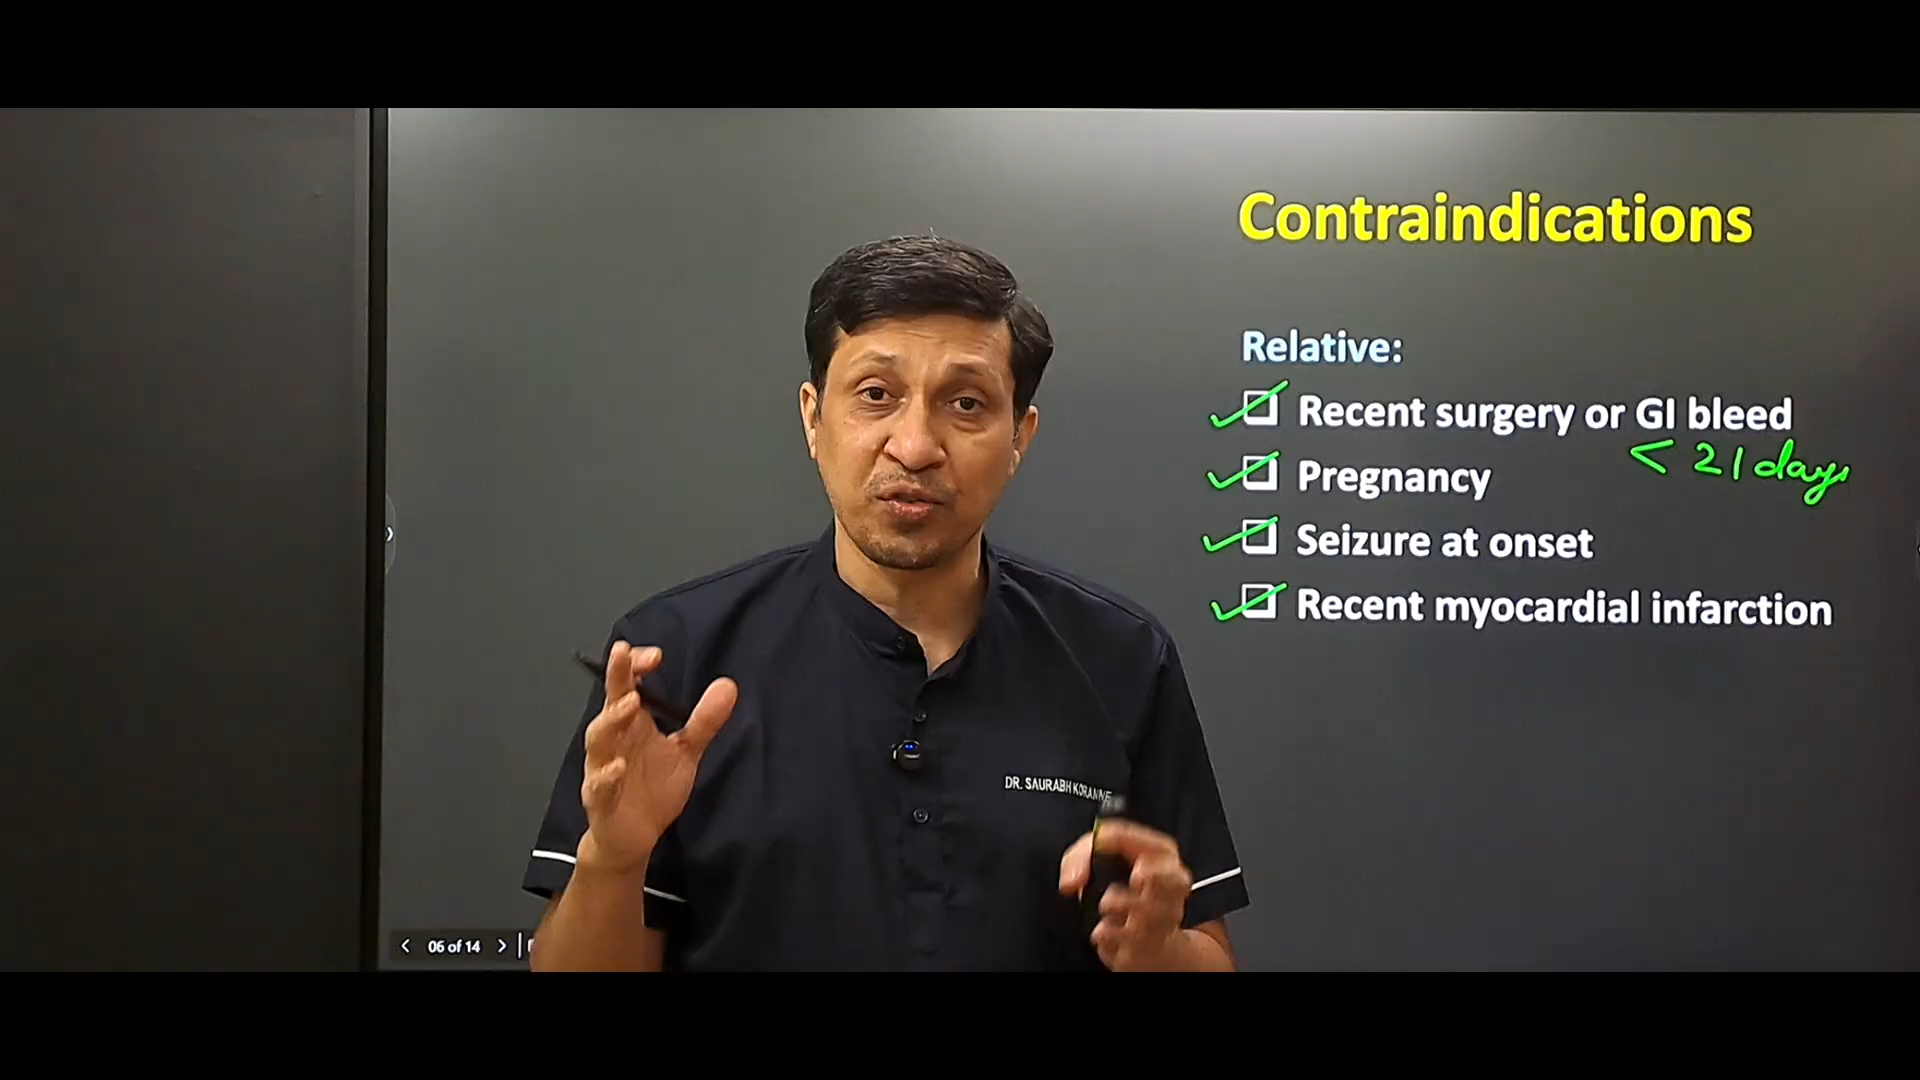 Contraindications
Relative:
Recent surgery or GI bleed
< 21 days
Pregnancy
Seizure at onset
Recent myocardial infarction
DR. SAURABH KORANNE
06 of 14